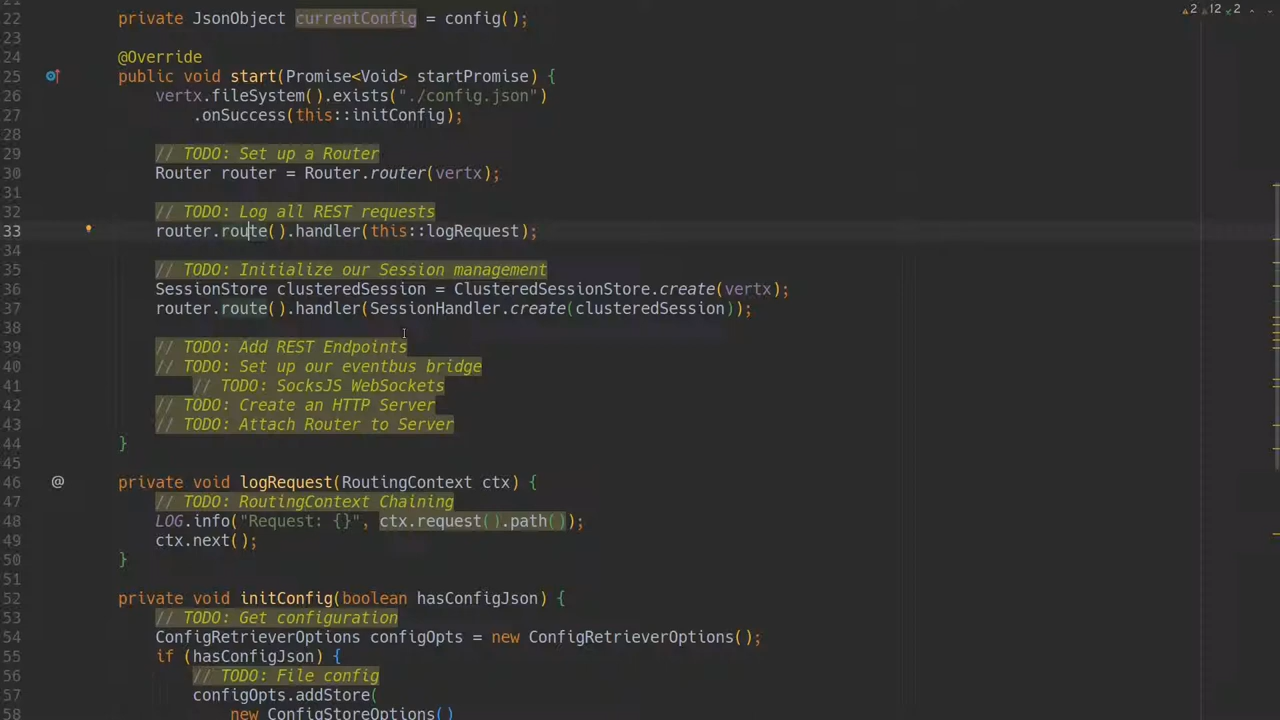 21
2 12 2
22 private JsonObject currentConfig = config();
23
24 @Override
25 public void start(Promise<Void> startPromise) {
26 vertx.fileSystem().exists("./config.json")
27 .onSuccess(this::initConfig);
28
29 // TODO: Set up a Router
30 Router router = Router.router(vertx);
31
32 // TODO: Log all REST requests
33 router.route().handler(this::logRequest);
34
35 // TODO: Initialize our Session management
36 SessionStore clusteredSession = ClusteredSessionStore.create(vertx);
37 router.route().handler(SessionHandler.create(clusteredSession));
38
39 // TODO: Add REST Endpoints
40 // TODO: Set up our eventbus bridge
41 // TODO: SocksJS WebSockets
42 // TODO: Create an HTTP Server
43 // TODO: Attach Router to Server
44 }
45
46 @ private void logRequest(RoutingContext ctx) {
47 // TODO: RoutingContext Chaining
48 LOG.info("Request: {}", ctx.request().path());
49 ctx.next();
50 }
51
52 private void initConfig(boolean hasConfigJson) {
53 // TODO: Get configuration
54 ConfigRetrieverOptions configOpts = new ConfigRetrieverOptions();
55 if (hasConfigJson) {
56 // TODO: File config
57 configOpts.addStore(
58 new ConfigStoreOptions()